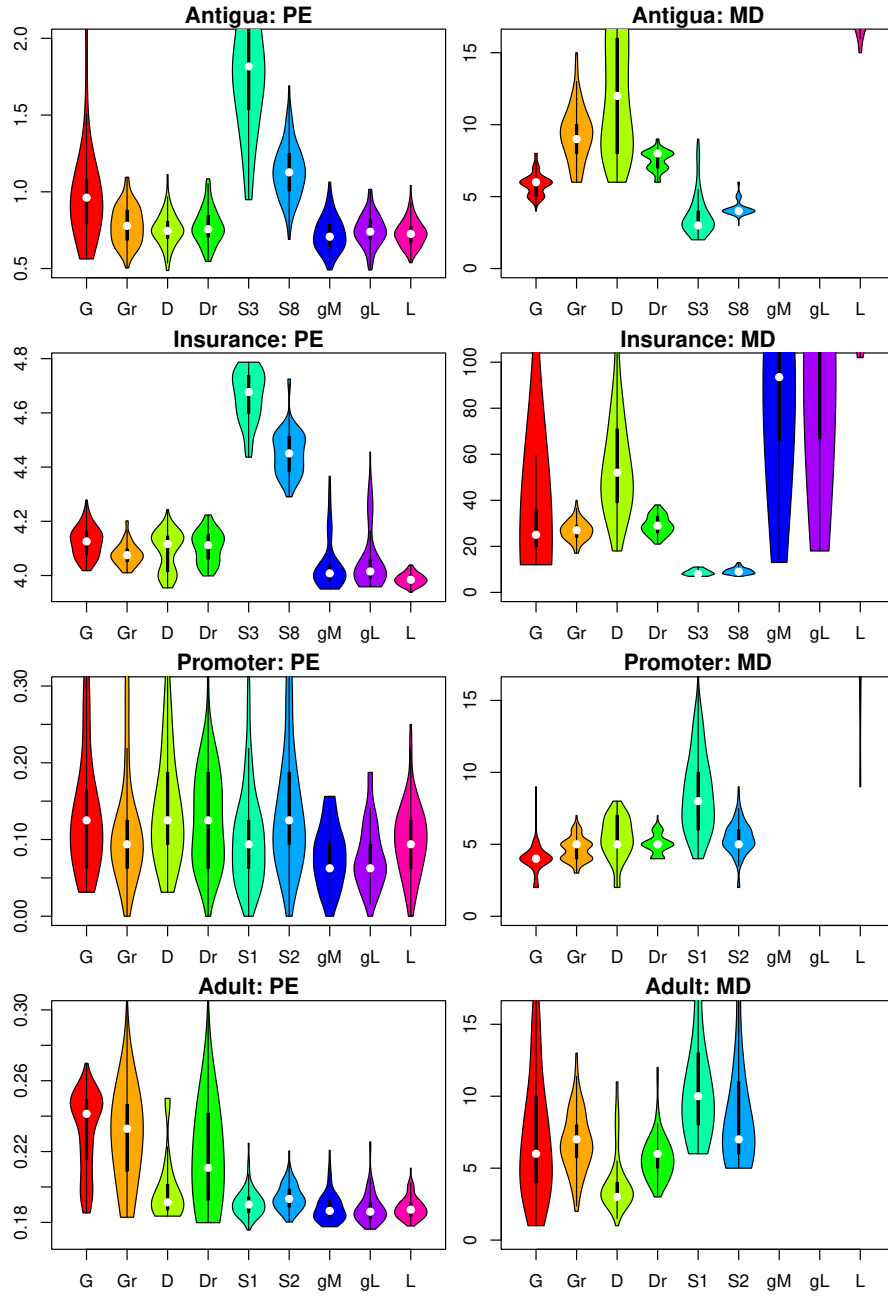 Antigua: PE
0.5 1.0 1.5 2.0
G Gr D Dr S3 S8 gM gL L
Antigua: MD
0 5 10 15
G Gr D Dr S3 S8 gM gL L
Insurance: PE
4.0 4.2 4.4 4.6 4.8
G Gr D Dr S3 S8 gM gL L
Insurance: MD
0 20 40 60 80 100
G Gr D Dr S3 S8 gM gL L
Promoter: PE
0.00 0.10 0.20 0.30
G Gr D Dr S1 S2 gM gL L
Promoter: MD
0 5 10 15
G Gr D Dr S1 S2 gM gL L
Adult: PE
0.18 0.22 0.26 0.30
G Gr D Dr S1 S2 gM gL L
Adult: MD
0 5 10 15
G Gr D Dr S1 S2 gM gL L